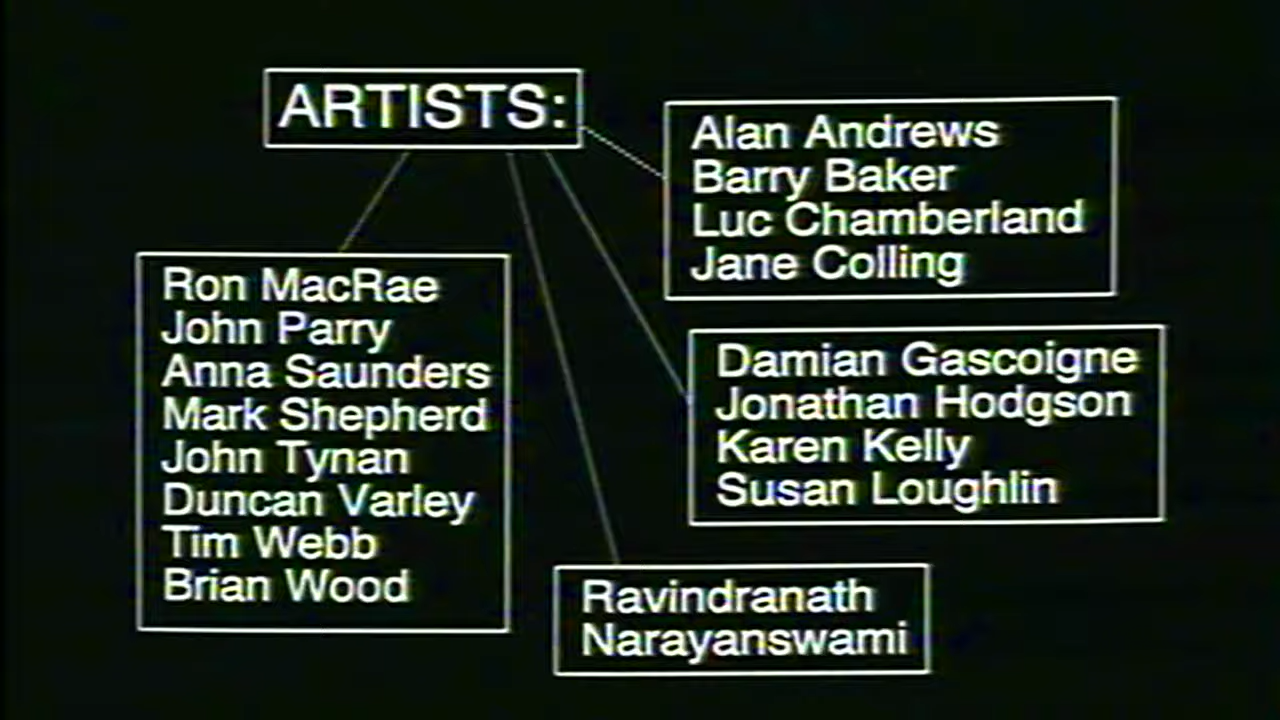 ARTISTS:
Alan Andrews
Barry Baker
Luc Chamberland
Jane Colling
Damian Gascoigne
Jonathan Hodgson
Karen Kelly
Susan Loughlin
Ron MacRae
John Parry
Anna Saunders
Mark Shepherd
John Tynan
Duncan Varley
Tim Webb
Brian Wood
Ravindranath
Narayanswami